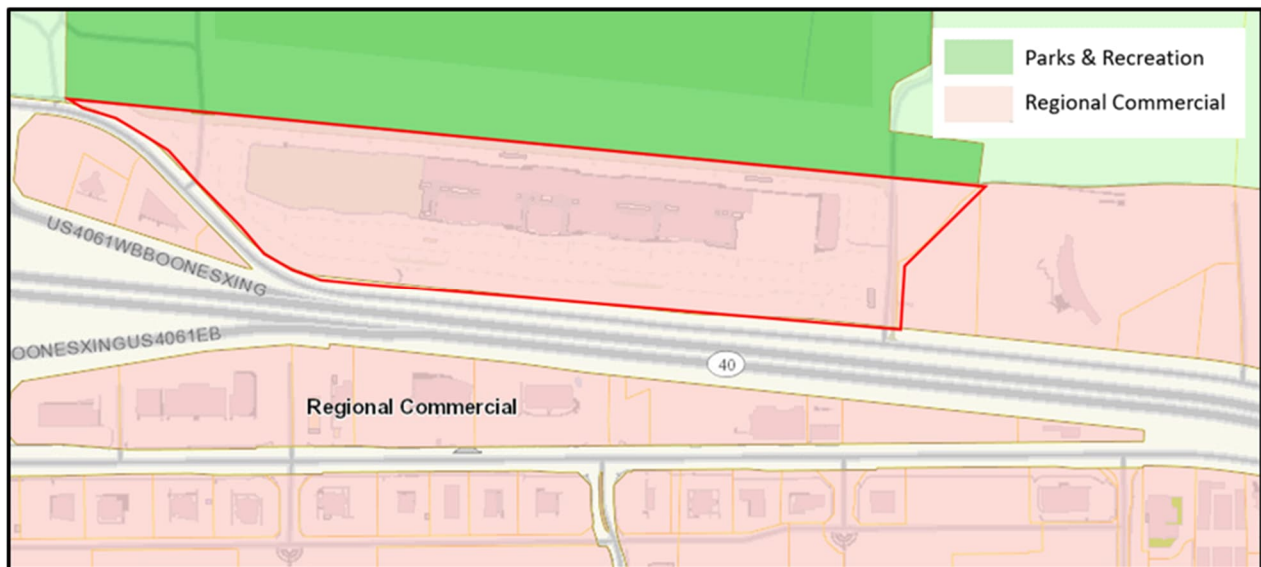 Parks & Recreation
Regional Commercial
US4061WBBOONESXING
OONESXINGUS4061EB
40
Regional Commercial